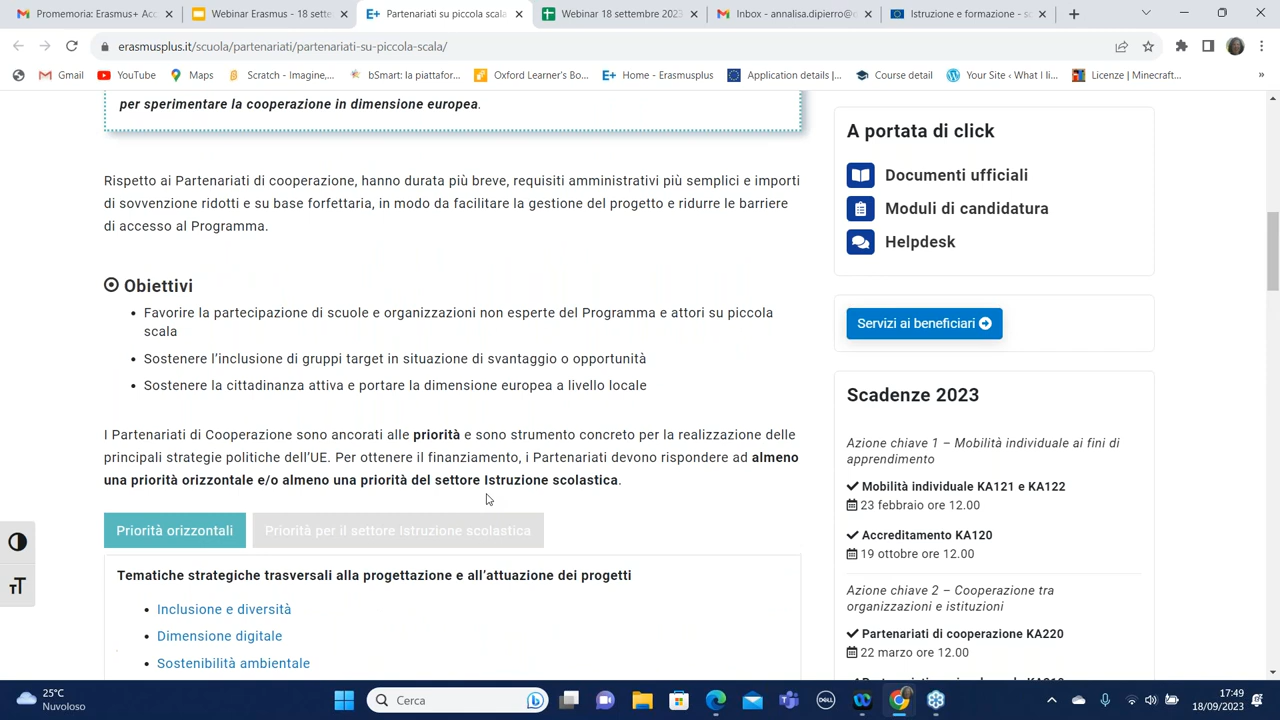 Promemoria: Erasmus+ Acc
Webinar Erasmus - 18 sette
Partenariati su piccola scala
Webinar 18 settembre 2023
Inbox - annalisa.dipierro@e
Istruzione e formazione - sc
erasmusplus.it/scuola/partenariati/partenariati-su-piccola-scala/
Gmail
YouTube
Maps
Scratch - Imagine,...
bSmart: la piattafor...
Oxford Learner's Bo...
Home - Erasmusplus
Application details |...
Course detail
Your Site ‹ What I li...
Licenze | Minecraft...
»
per sperimentare la cooperazione in dimensione europea.
Rispetto ai Partenariati di cooperazione, hanno durata più breve, requisiti amministrativi più semplici e importi
di sovvenzione ridotti e su base forfettaria, in modo da facilitare la gestione del progetto e ridurre le barriere
di accesso al Programma.
Obiettivi
• Favorire la partecipazione di scuole e organizzazioni non esperte del Programma e attori su piccola
scala
• Sostenere l'inclusione di gruppi target in situazione di svantaggio o opportunità
• Sostenere la cittadinanza attiva e portare la dimensione europea a livello locale
I Partenariati di Cooperazione sono ancorati alle priorità e sono strumento concreto per la realizzazione delle
principali strategie politiche dell'UE. Per ottenere il finanziamento, i Partenariati devono rispondere ad almeno
una priorità orizzontale e/o almeno una priorità del settore Istruzione scolastica.
Priorità orizzontali
Priorità per il settore Istruzione scolastica
Tematiche strategiche trasversali alla progettazione e all'attuazione dei progetti
• Inclusione e diversità
• Dimensione digitale
• Sostenibilità ambientale
A portata di click
Documenti ufficiali
Moduli di candidatura
Helpdesk
Servizi ai beneficiari
Scadenze 2023
Azione chiave 1 – Mobilità individuale ai fini di
apprendimento
Mobilità individuale KA121 e KA122
23 febbraio ore 12.00
Accreditamento KA120
19 ottobre ore 12.00
Azione chiave 2 – Cooperazione tra
organizzazioni e istituzioni
Partenariati di cooperazione KA220
22 marzo ore 12.00
25°C
Nuvoloso
Cerca
17:49
18/09/2023